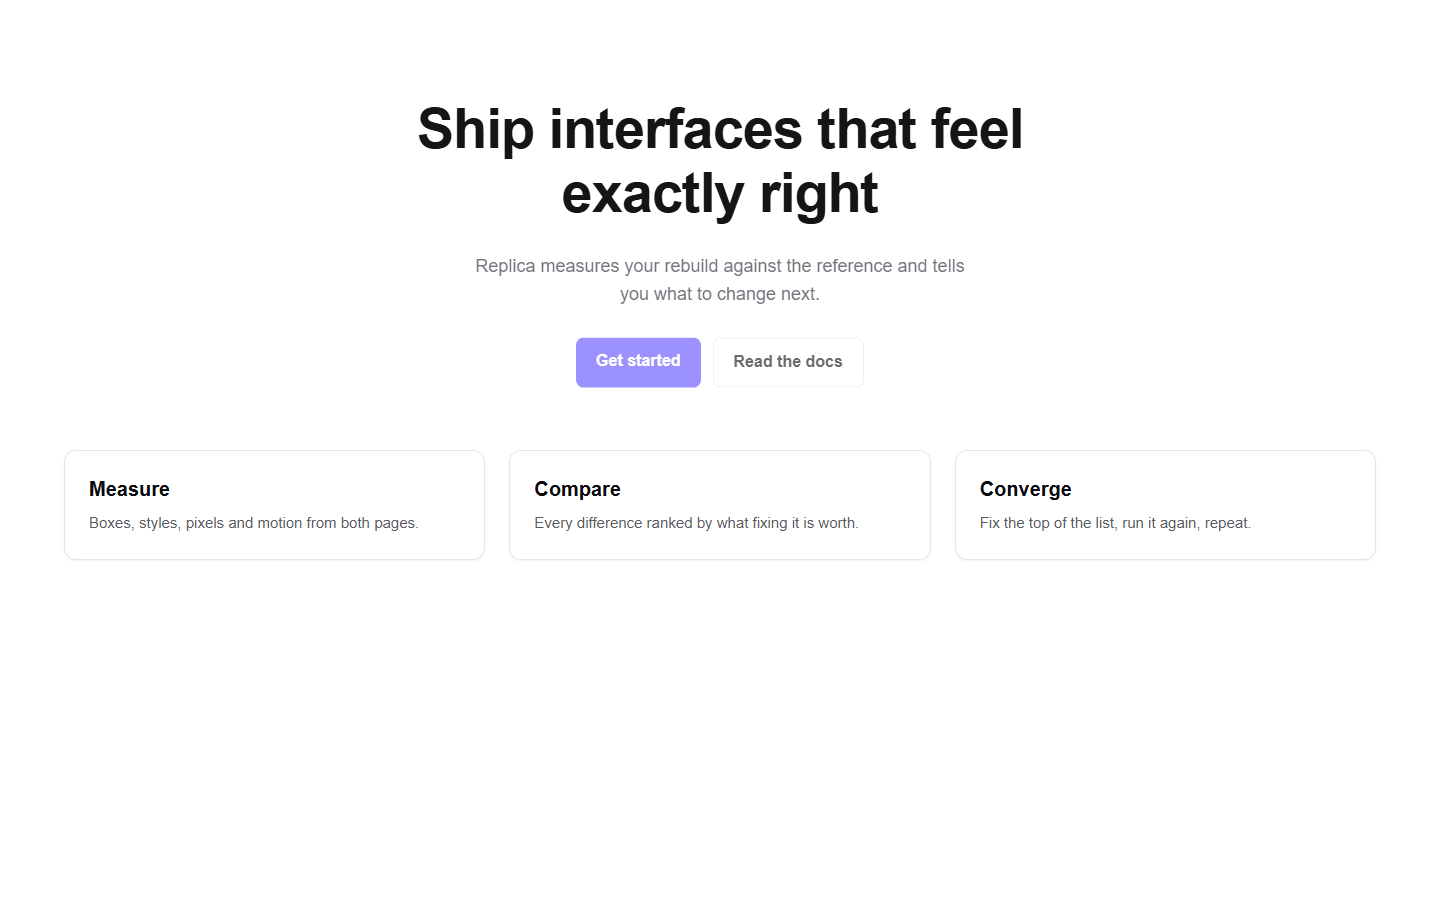 Ship interfaces that feel
exactly right
Replica measures your rebuild against the reference and tells
you what to change next.
Get started
Read the docs
Measure
Boxes, styles, pixels and motion from both pages.
Compare
Every difference ranked by what fixing it is worth.
Converge
Fix the top of the list, run it again, repeat.